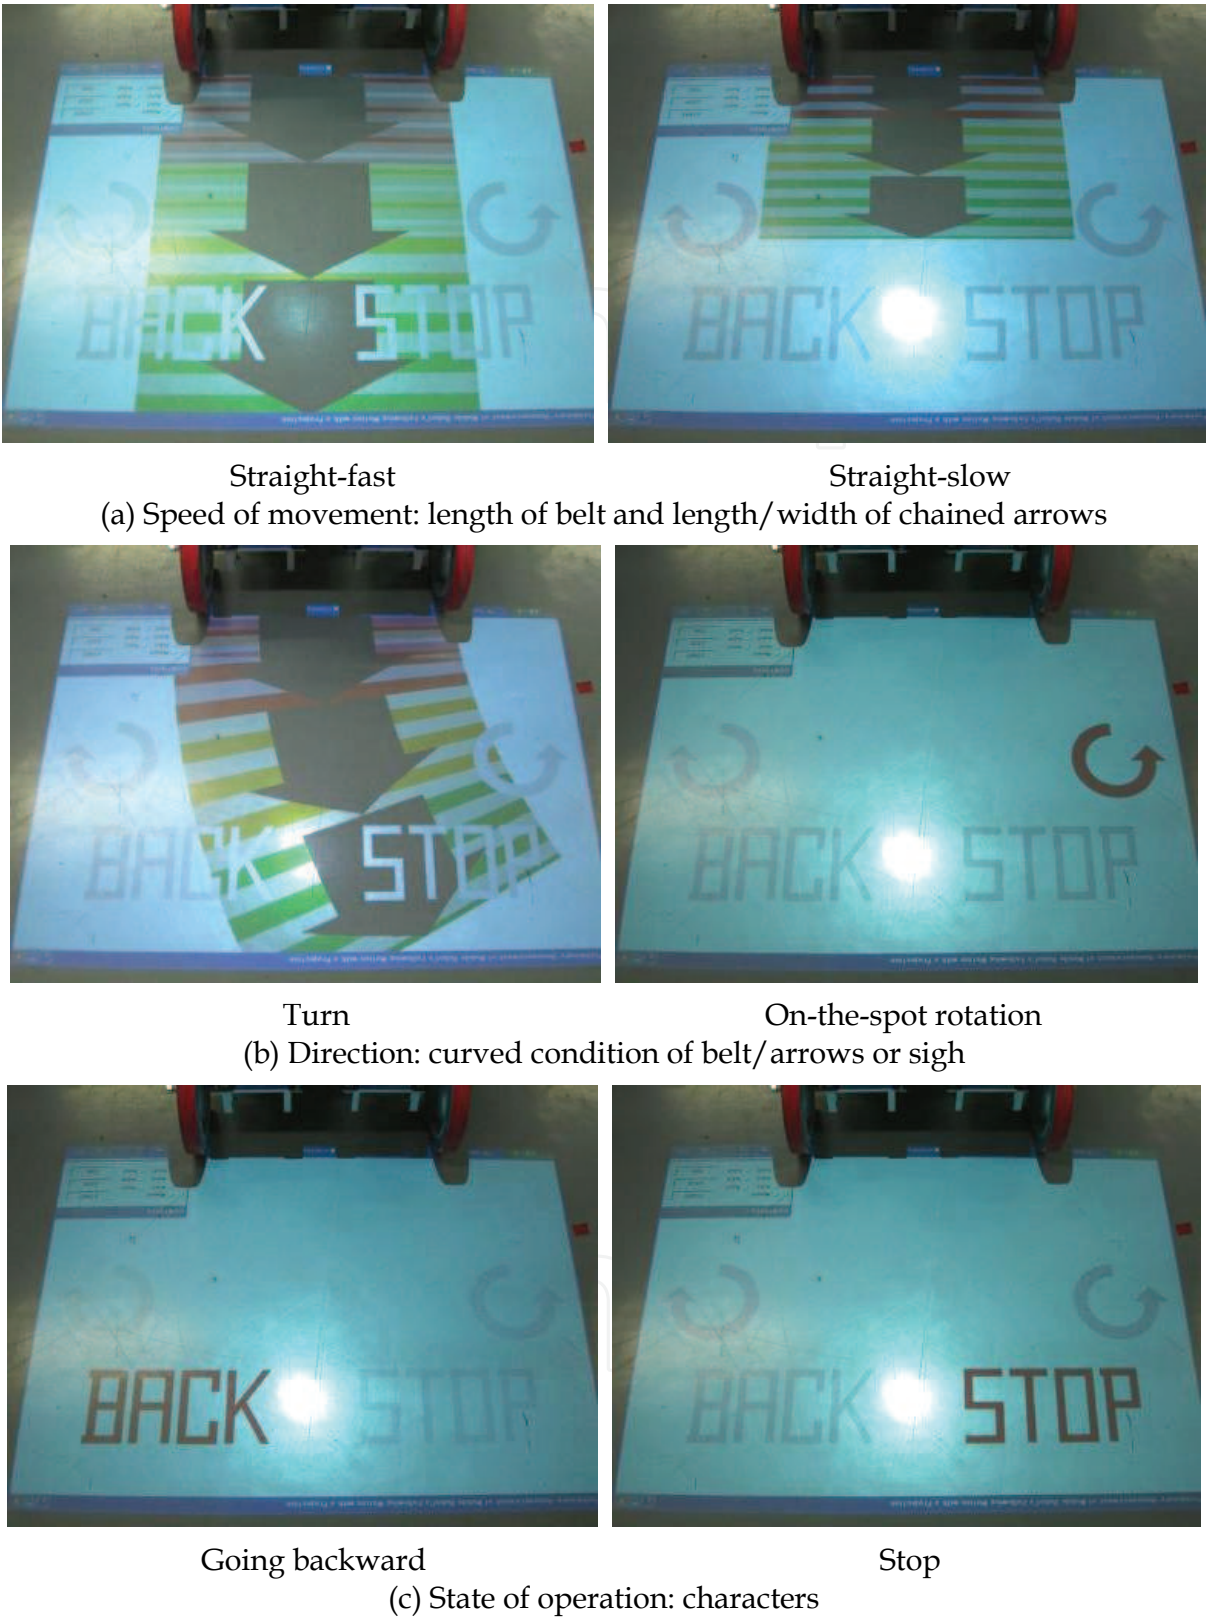 BACK STOP
BACK STOP
Straight-fast
Straight-slow
(a) Speed of movement: length of belt and length/width of chained arrows
BACK STOP
BACK STOP
Turn
On-the-spot rotation
(b) Direction: curved condition of belt/arrows or sigh
BACK STOP
BACK STOP
Going backward
Stop
(c) State of operation: characters